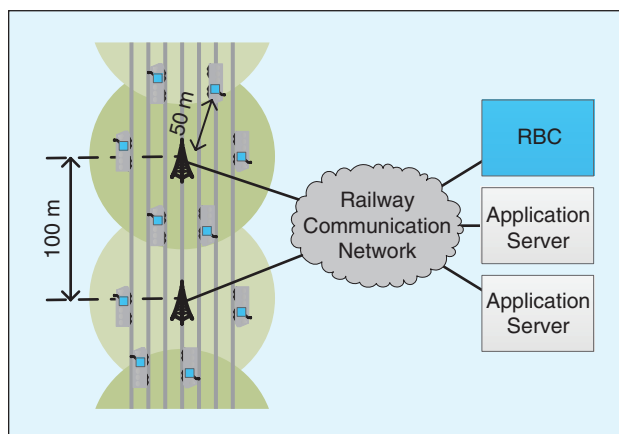 50 m
100 m
Railway
Communication
Network
RBC
Application
Server
Application
Server